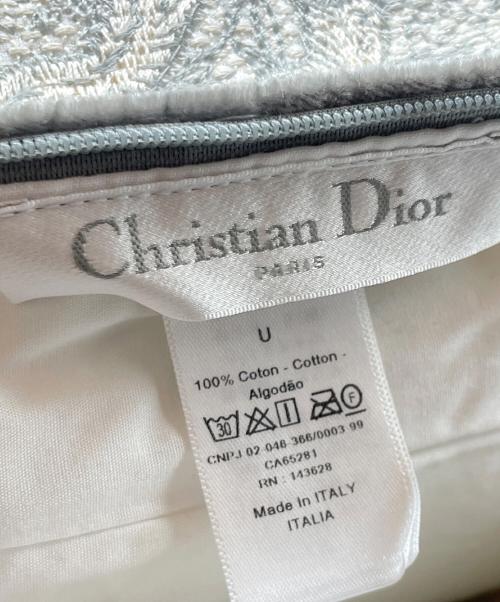 Christian Dior
PARIS
U
100% Coton - Cotton -
Algodão
30 F
CNPJ 02-046-366/0003-99
CA65281
RN : 143628
Made In ITALY
ITALIA